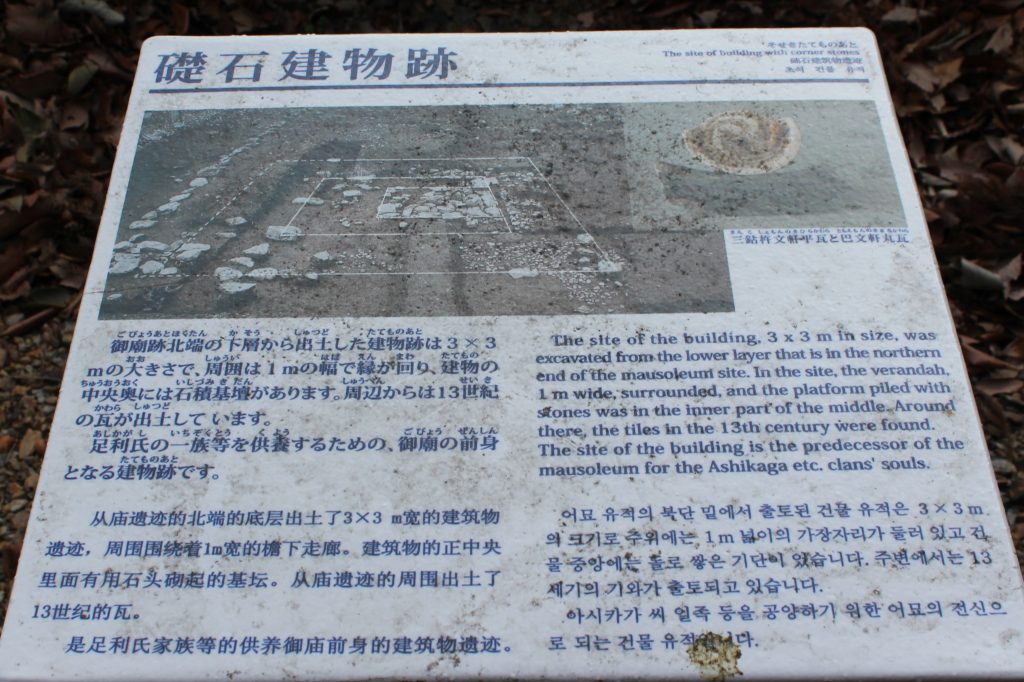 礎石建物跡
そせきたてものあと
The site of building with corner stones
础石建筑物遗迹
초석 건물 유적
三鈷杵文軒平瓦と巴文軒丸瓦
御廟跡北端の下層から出土した建物跡は3×3
mの大きさで、周囲は1mの幅で縁が回り、建物の
中央奥には石積基壇があります。周辺からは13世紀
の瓦が出土して います。
足利氏の一族等を供養するための、御廟の前身
となる建物跡です。
The site of the building, 3 x 3 m in size, was
excavated from the lower layer that is in the northern
end of the mausoleum site. In the site, the verandah,
1 m wide, surrounded, and the platform piled with
stones was in the inner part of the middle. Around
there, the tiles in the 13th century were found.
The site of the building is the predecessor of the
mausoleum for the Ashikaga etc. clans' souls.
从庙遗迹的北端的底层出土了3×3 m宽的建筑物
遗迹，周围围绕着1m宽的檐下走廊。建筑物的正中央
里面有用石头砌起的基坛。从庙遗迹的周围出土了
13世纪的瓦。
是足利氏家族等的供养御庙前身的建筑物遗迹。
어묘 유적의 북단 밑에서 출토된 건물 유적은 3×3m
의 크기로 주위에는 1m 넓이의 가장자리가 둘러 있고 건
물 중앙에는 돌로 쌓은 기단이 있습니다. 주변에서는 13
세기의 기와가 출토되고 있습니다.
아시카가 씨 일족 등을 공양하기 위한 어묘의 전신으
로 되는 건물 유적입니다.